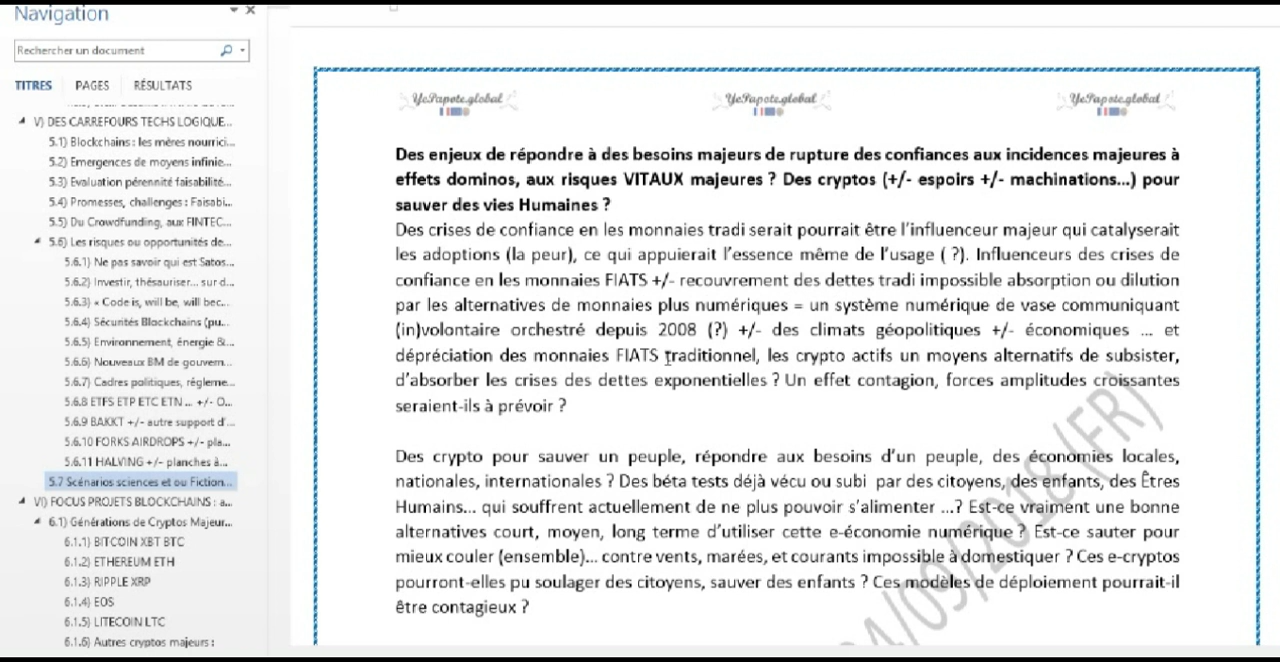 Navigation
Rechercher un document
TITRES PAGES RÉSULTATS
V) DES CARREFOURS TECHS LOGIQUE...
5.1) Blockchains : les mères nourrici...
5.2) Emergences de moyens infinie...
5.3) Evaluation pérennité faisabilité...
5.4) Promesses, challenges : Faisabi...
5.5) Du Crowdfunding, aux FINTEC...
5.6) Les risques ou opportunités de...
5.6.1) Ne pas savoir qui est Satos...
5.6.2) Investir, thésauriser... sur d...
5.6.3) « Code is, will be, will bec...
5.6.4) Sécurités Blockchains (pu...
5.6.5) Environnement, énergie &...
5.6.6) Nouveaux BM de gouvern...
5.6.7) Cadres politiques, régleme...
5.6.8 ETFS ETP ETC ETN ... +/- O...
5.6.9 BAKKT +/- autre support d'...
5.6.10 FORKS AIRDROPS +/- pla...
5.6.11 HALVING +/- planches à...
5.7 Scénarios sciences et ou Fiction...
VI) FOCUS PROJETS BLOCKCHAINS : a...
6.1) Générations de Cryptos Majeur...
6.1.1) BITCOIN XBT BTC
6.1.2) ETHEREUM ETH
6.1.3) RIPPLE XRP
6.1.4) EOS
6.1.5) LITECOIN LTC
6.1.6) Autres cryptos majeurs :
YcPapote.global YcPapote.global YcPapote.global
Des enjeux de répondre à des besoins majeurs de rupture des confiances aux incidences majeures à
effets dominos, aux risques VITAUX majeures ? Des cryptos (+/- espoirs +/- machinations...) pour
sauver des vies Humaines ?
Des crises de confiance en les monnaies tradi serait pourrait être l'influenceur majeur qui catalyserait
les adoptions (la peur), ce qui appuierait l'essence même de l'usage ( ?). Influenceurs des crises de
confiance en les monnaies FIATS +/- recouvrement des dettes tradi impossible absorption ou dilution
par les alternatives de monnaies plus numériques = un système numérique de vase communiquant
(in)volontaire orchestré depuis 2008 (?) +/- des climats géopolitiques +/- économiques ... et
dépréciation des monnaies FIATS traditionnel, les crypto actifs un moyens alternatifs de subsister,
d'absorber les crises des dettes exponentielles ? Un effet contagion, forces amplitudes croissantes
seraient-ils à prévoir ?
Des crypto pour sauver un peuple, répondre aux besoins d'un peuple, des économies locales,
nationales, internationales ? Des béta tests déjà vécu ou subi par des citoyens, des enfants, des Êtres
Humains... qui souffrent actuellement de ne plus pouvoir s'alimenter ...? Est-ce vraiment une bonne
alternatives court, moyen, long terme d'utiliser cette e-économie numérique ? Est-ce sauter pour
mieux couler (ensemble)... contre vents, marées, et courants impossible à domestiquer ? Ces e-cryptos
pourront-elles pu soulager des citoyens, sauver des enfants ? Ces modèles de déploiement pourrait-il
être contagieux ?
/09/2018 (FR)